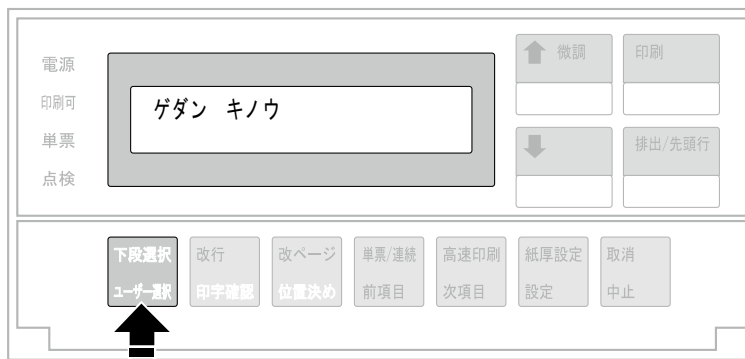 電源
印刷可
単票
点検
ゲダン キノウ
微調
印刷
排出/先頭行
下段選択
ユーザー選択
改行
印字確認
改ページ
位置決め
単票/連続
前項目
高速印刷
次項目
紙厚設定
設定
取消
中止